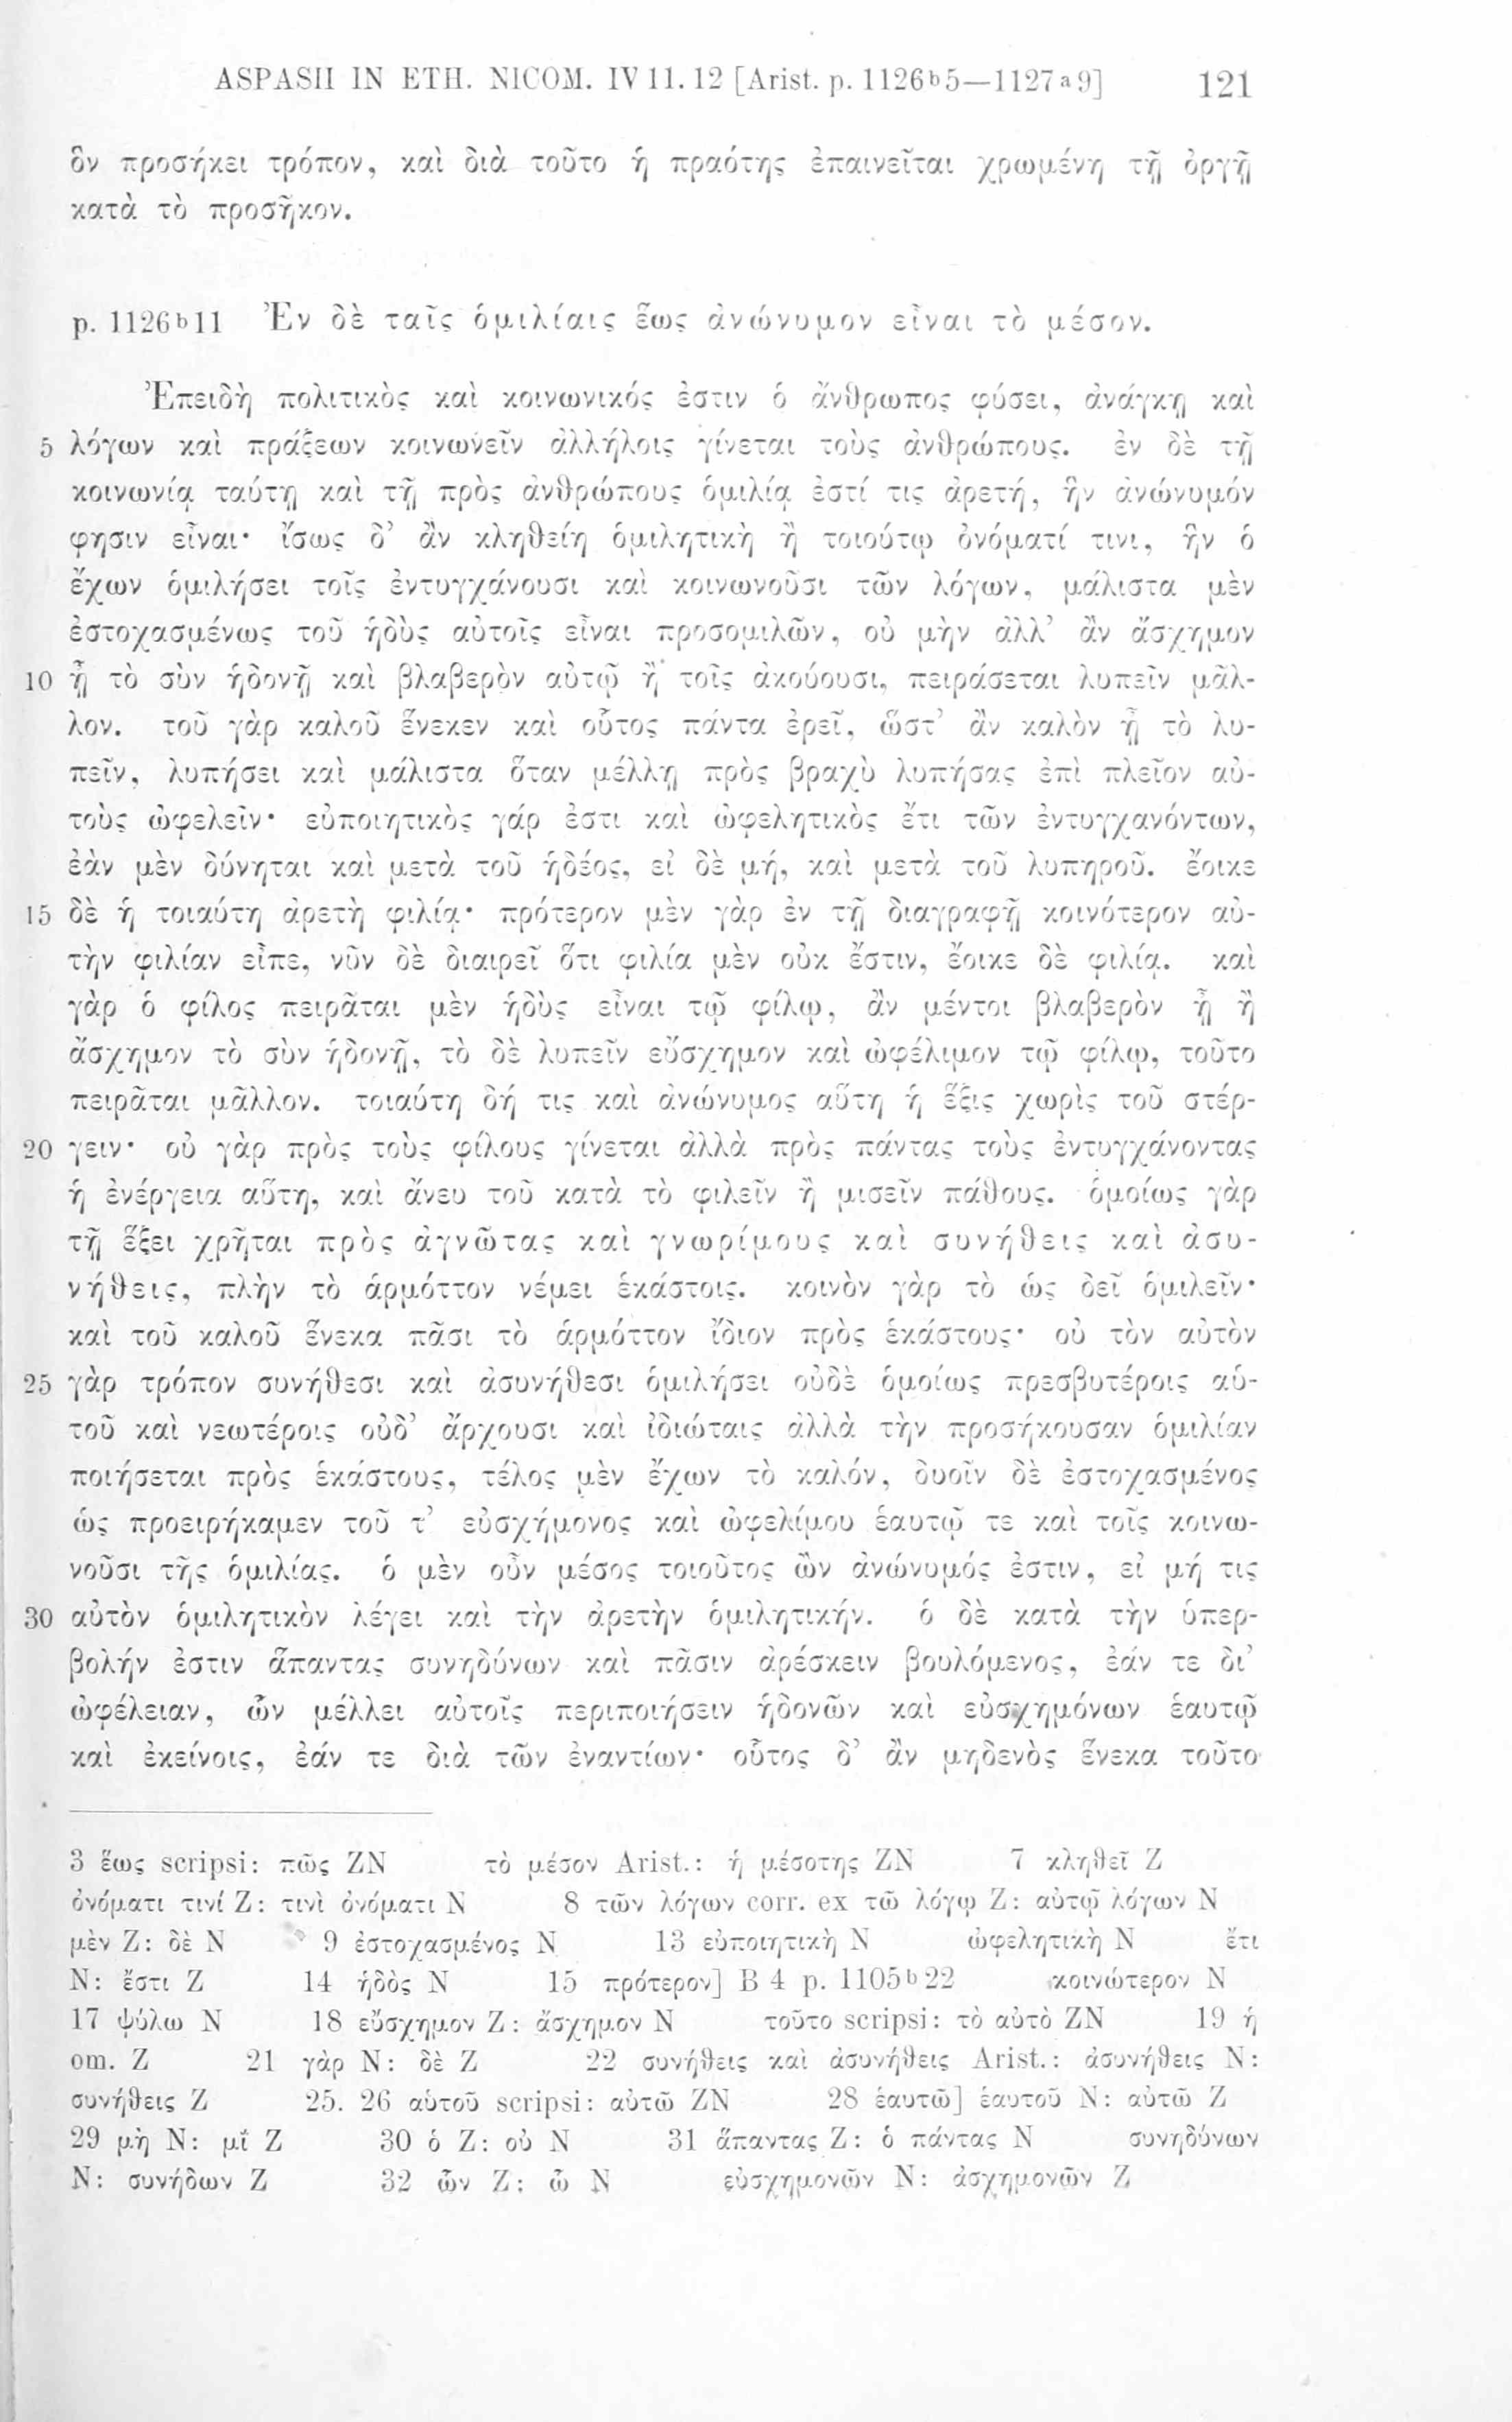 ASPASII IN ETH. NICOM. IV 11. 12 [Arist. p. 1126ᵇ5—1127ᵃ9] 121
ὃν προσήκει τρόπον, καὶ διὰ τοῦτο ἡ πραότης ἐπαινεῖται χρωμένη τῇ ὀργῇ
κατὰ τὸ προσῆκον.
p. 1126ᵇ11 Ἐν δὲ ταῖς ὁμιλίαις ἕως ἀνώνυμον εἶναι τὸ μέσον.
Ἐπειδὴ πολιτικὸς καὶ κοινωνικός ἐστιν ὁ ἄνθρωπος φύσει, ἀνάγκῃ καὶ
5 λόγων καὶ πράξεων κοινωνεῖν ἀλλήλοις γίνεται τοὺς ἀνθρώπους. ἐν δὲ τῇ
κοινωνίᾳ ταύτῃ καὶ τῇ πρὸς ἀνθρώπους ὁμιλίᾳ ἐστί τις ἀρετή, ἣν ἀνώνυμόν
φησιν εἶναι· ἴσως δ’ ἂν κληθείη ὁμιλητικὴ ἢ τοιούτῳ ὀνόματί τινι, ἣν ὁ
ἔχων ὁμιλήσει τοῖς ἐντυγχάνουσι καὶ κοινωνοῦσι τῶν λόγων, μάλιστα μὲν
ἐστοχασμένως τοῦ ἡδὺς αὐτοῖς εἶναι προσομιλῶν, οὐ μὴν ἀλλ’ ἂν ἄσχημον
10 ᾖ τὸ σὺν ἡδονῇ καὶ βλαβερὸν αὐτῷ ἢ τοῖς ἀκούουσι, πειράσεται λυπεῖν μᾶλ-
λον. τοῦ γὰρ καλοῦ ἕνεκεν καὶ οὗτος πάντα ἐρεῖ, ὥστ’ ἂν καλὸν ᾖ τὸ λυ-
πεῖν, λυπήσει καὶ μάλιστα ὅταν μέλλῃ πρὸς βραχὺ λυπήσας ἐπὶ πλεῖον αὐ-
τοὺς ὠφελεῖν· εὐποιητικὸς γάρ ἐστι καὶ ὠφελητικὸς ἔτι τῶν ἐντυγχανόντων,
ἐὰν μὲν δύνηται καὶ μετὰ τοῦ ἡδέος, εἰ δὲ μή, καὶ μετὰ τοῦ λυπηροῦ. ἔοικε
15 δὲ ἡ τοιαύτη ἀρετὴ φιλίᾳ· πρότερον μὲν γὰρ ἐν τῇ διαγραφῇ κοινότερον αὐ-
τὴν φιλίαν εἶπε, νῦν δὲ διαιρεῖ ὅτι φιλία μὲν οὐκ ἔστιν, ἔοικε δὲ φιλίᾳ. καὶ
γὰρ ὁ φίλος πειρᾶται μὲν ἡδὺς εἶναι τῷ φίλῳ, ἂν μέντοι βλαβερὸν ᾖ ἢ
ἄσχημον τὸ σὺν ἡδονῇ, τὸ δὲ λυπεῖν εὔσχημον καὶ ὠφέλιμον τῷ φίλῳ, τοῦτο
πειρᾶται μᾶλλον. τοιαύτη δή τις καὶ ἀνώνυμος αὕτη ἡ ἕξις χωρὶς τοῦ στέρ-
20 γειν· οὐ γὰρ πρὸς τοὺς φίλους γίνεται ἀλλὰ πρὸς πάντας τοὺς ἐντυγχάνοντας
ἡ ἐνέργεια αὕτη, καὶ ἄνευ τοῦ κατὰ τὸ φιλεῖν ἢ μισεῖν πάθους. ὁμοίως γὰρ
τῇ ἕξει χρῆται πρὸς ἀγνῶτας καὶ γνωρίμους καὶ συνήθεις καὶ ἀσυ-
νήθεις, πλὴν τὸ ἁρμόττον νέμει ἑκάστοις. κοινὸν γὰρ τὸ ὡς δεῖ ὁμιλεῖν·
καὶ τοῦ καλοῦ ἕνεκα πᾶσι τὸ ἁρμόττον ἴδιον πρὸς ἑκάστους· οὐ τὸν αὐτὸν
25 γὰρ τρόπον συνήθεσι καὶ ἀσυνήθεσι ὁμιλήσει οὐδὲ ὁμοίως πρεσβυτέροις αὑ-
τοῦ καὶ νεωτέροις οὐδ’ ἄρχουσι καὶ ἰδιώταις ἀλλὰ τὴν προσήκουσαν ὁμιλίαν
ποιήσεται πρὸς ἑκάστους, τέλος μὲν ἔχων τὸ καλόν, δυοῖν δὲ ἐστοχασμένος
ὡς προειρήκαμεν τοῦ τ’ εὐσχήμονος καὶ ὠφελίμου ἑαυτῷ τε καὶ τοῖς κοινω-
νοῦσι τῆς ὁμιλίας. ὁ μὲν οὖν μέσος τοιοῦτος ὢν ἀνώνυμός ἐστιν, εἰ μή τις
30 αὐτὸν ὁμιλητικὸν λέγει καὶ τὴν ἀρετὴν ὁμιλητικήν. ὁ δὲ κατὰ τὴν ὑπερ-
βολήν ἐστιν ἅπαντας συνηδύνων καὶ πᾶσιν ἀρέσκειν βουλόμενος, ἐάν τε δι’
ὠφέλειαν, ὧν μέλλει αὐτοῖς περιποιήσειν ἡδονῶν καὶ εὐσχημόνων ἑαυτῷ
καὶ ἐκείνοις, ἐάν τε διὰ τῶν ἐναντίων· οὗτος δ’ ἂν μηδενὸς ἕνεκα τοῦτο
3 ἕως scripsi: πῶς ZN τὸ μέσον Arist.: ἡ μέσοτης ZN 7 κληθεῖ Z
ὀνόματι τινί Z: τινὶ ὀνόματι N 8 τῶν λόγων corr. ex τῶ λόγῳ Z: αὐτῷ λόγων N
μὲν Z: δὲ N 9 ἐστοχασμένος N 13 εὐποιητικὴ N ὠφελητικὴ N ἔτι
N: ἔστι Z 14 ἡδὸς N 15 πρότερον] B 4 p. 1105ᵇ22 κοινώτερον N
17 ψύλω N 18 εὔσχημον Z: ἄσχημον N τοῦτο scripsi: τὸ αὐτὸ ZN 19 ἡ
om. Z 21 γὰρ N: δὲ Z 22 συνήθεις καὶ ἀσυνήθεις Arist.: ἀσυνήθεις N:
συνήθεις Z 25. 26 αὑτοῦ scripsi: αὐτῶ ZN 28 ἑαυτῶ] ἑαυτοῦ N: αὐτῶ Z
29 μὴ N: μῖ Z 30 ὁ Z: οὐ N 31 ἅπαντας Z: ὁ πάντας N συνηδύνων
N: συνήδων Z 32 ὧν Z: ὦ N εὐσχημονῶν N: ἀσχημονῶν Z